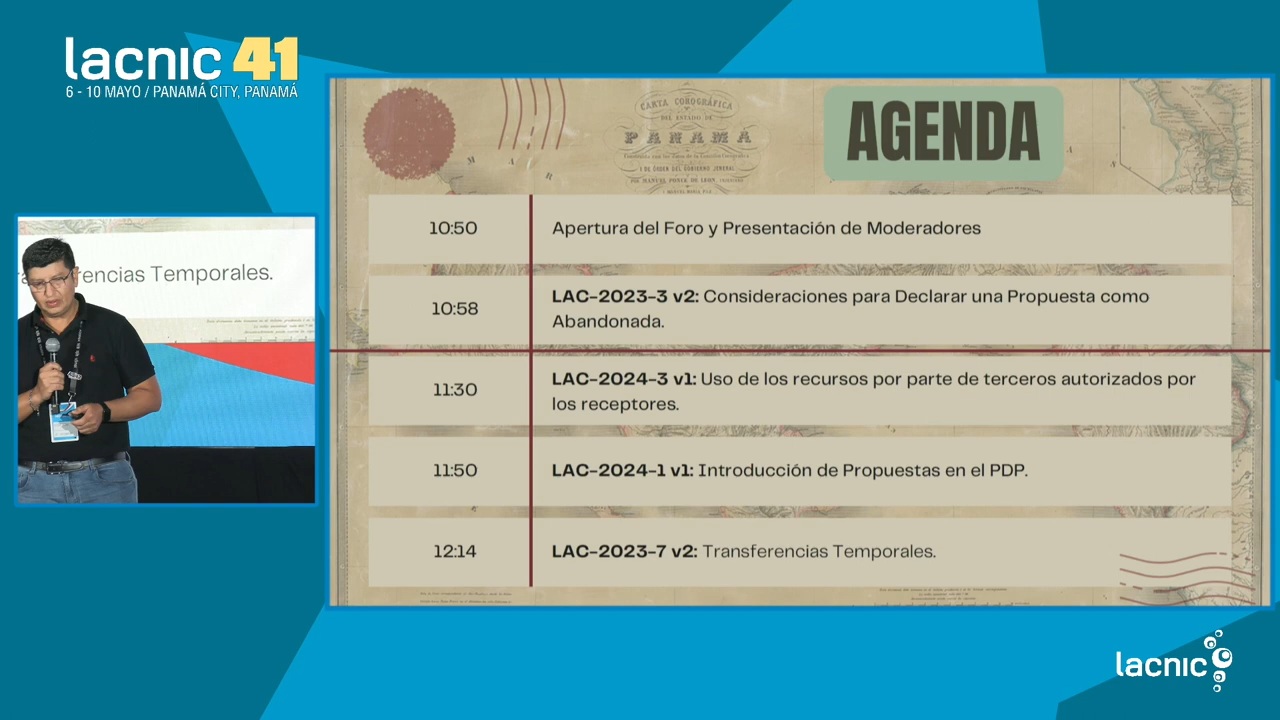 lacnic 41
6 - 10 MAYO / PANAMÁ CITY, PANAMÁ
CARTA COROGRÁFICA
DEL ESTADO DE
PANAMA
AGENDA
10:50
Apertura del Foro y Presentación de Moderadores
10:58
LAC-2023-3 v2: Consideraciones para Declarar una Propuesta como
Abandonada.
11:30
LAC-2024-3 v1: Uso de los recursos por parte de terceros autorizados por
los receptores.
11:50
LAC-2024-1 v1: Introducción de Propuestas en el PDP.
12:14
LAC-2023-7 v2: Transferencias Temporales.
rencias Temporales.
lacnic